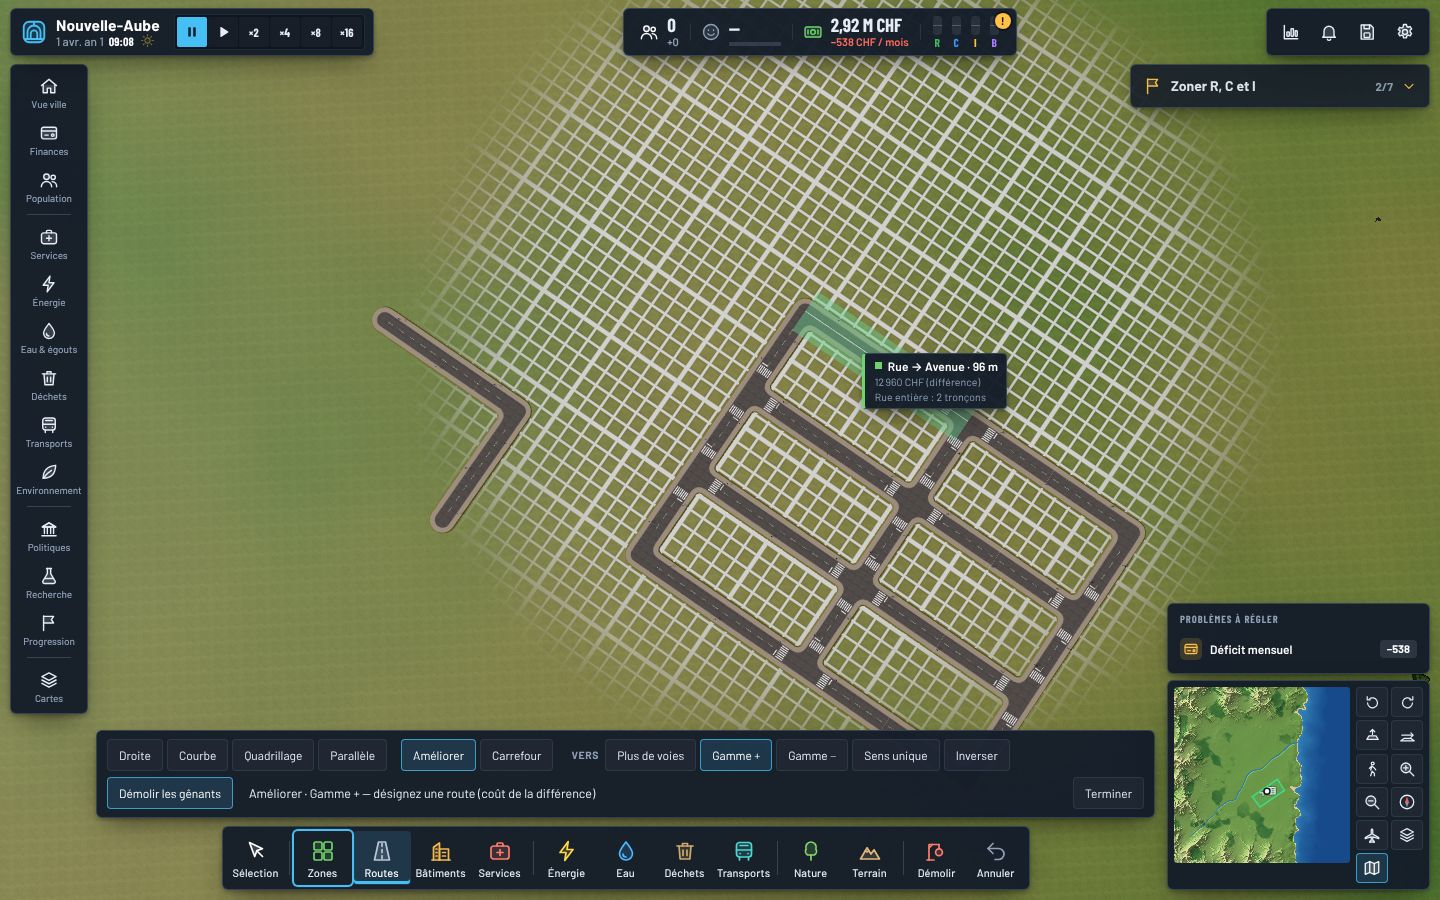 Nouvelle-Aube
1 avr. an 1 09:08
×2
×4
×8
×16
0
+0
—
2,92 M CHF
−538 CHF / mois
R C I B
!
Zoner R, C et I
2/7
Vue ville
Finances
Population
Services
Énergie
Eau & égouts
Déchets
Transports
Environnement
Politiques
Recherche
Progression
Cartes
Rue → Avenue · 96 m
12 960 CHF (différence)
Rue entière : 2 tronçons
PROBLÈMES À RÉGLER
Déficit mensuel
−538
Droite
Courbe
Quadrillage
Parallèle
Améliorer
Carrefour
VERS
Plus de voies
Gamme +
Gamme −
Sens unique
Inverser
Démolir les gênants
Améliorer · Gamme + — désignez une route (coût de la différence)
Terminer
Sélection
Zones
Routes
Bâtiments
Services
Énergie
Eau
Déchets
Transports
Nature
Terrain
Démolir
Annuler